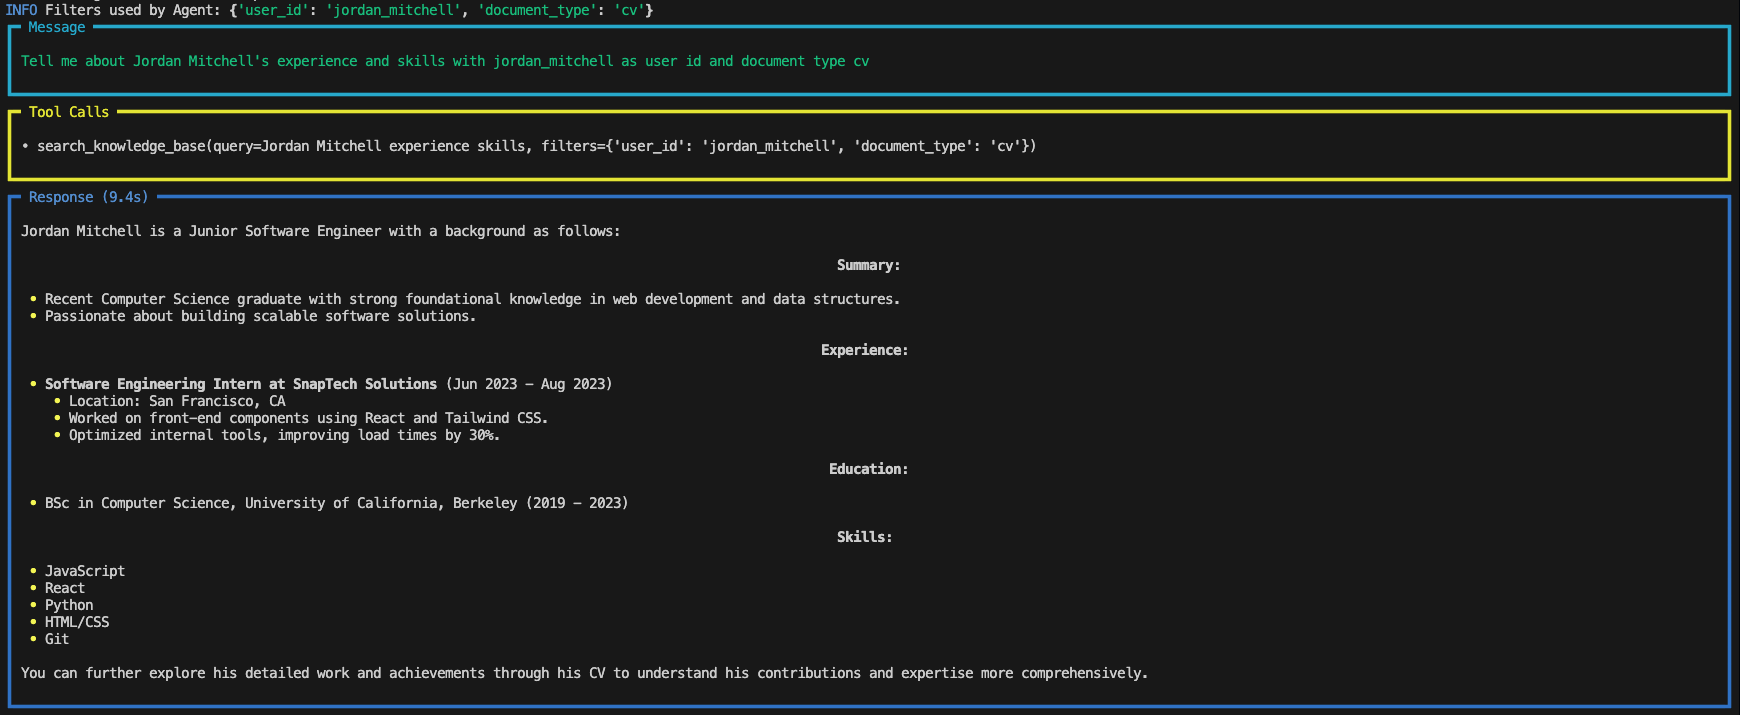 INFO Filters used by Agent: {'user_id': 'jordan_mitchell', 'document_type': 'cv'}
Message
Tell me about Jordan Mitchell's experience and skills with jordan_mitchell as user id and document type cv
Tool Calls
• search_knowledge_base(query=Jordan Mitchell experience skills, filters={'user_id': 'jordan_mitchell', 'document_type': 'cv'})
Response (9.4s)
Jordan Mitchell is a Junior Software Engineer with a background as follows:
Summary:
• Recent Computer Science graduate with strong foundational knowledge in web development and data structures.
• Passionate about building scalable software solutions.
Experience:
• Software Engineering Intern at SnapTech Solutions (Jun 2023 – Aug 2023)
• Location: San Francisco, CA
• Worked on front-end components using React and Tailwind CSS.
• Optimized internal tools, improving load times by 30%.
Education:
• BSc in Computer Science, University of California, Berkeley (2019 – 2023)
Skills:
• JavaScript
• React
• Python
• HTML/CSS
• Git
You can further explore his detailed work and achievements through his CV to understand his contributions and expertise more comprehensively.